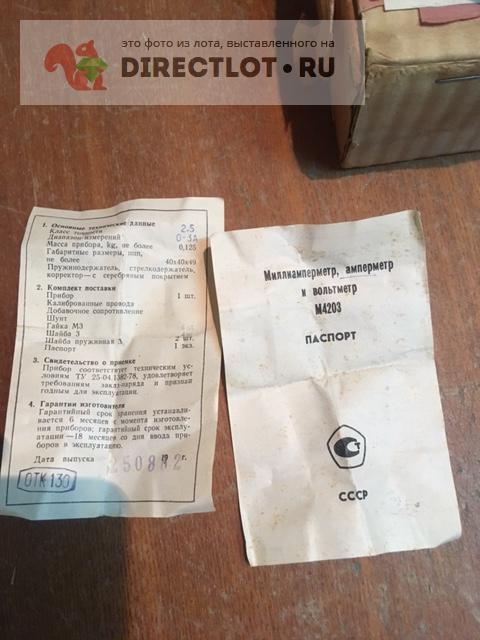 это фото из лота, выставленного на
DIRECTLOT.RU
1. Основные технические данные
Класс точности 2.5
Диапазон измерений 0-3А
Масса прибора, kg, не более 0,125
Габаритные размеры, mm,
не более 40x40x49
Пружинодержатель, стрелкодержатель,
корректор—с серебряным покрытием
2. Комплект поставки
Прибор 1 шт.
Калиброванные провода
Добавочное сопротивление
Шунт
Гайка М3
Шайба 3
Шайба пружинная 3 2 шт.
Паспорт 1 экз.
3. Свидетельство о приемке
Прибор соответствует техническим ус-
ловиям ТУ 25-04.1382.78, удовлетворяет
требованиям заказ-наряда и признан
годным для эксплуатации.
4. Гарантии изготовителя
Гарантийный срок хранения устанавли-
вается 6 месяцев с момента изготовле-
ния приборов; гарантийный срок эксплу-
атации—18 месяцев со дня ввода при-
боров в эксплуатацию.
Дата выпуска 250882 19 г.
ОТК 130
Миллиамперметр, амперметр
и вольтметр
М4203
ПАСПОРТ
СССР